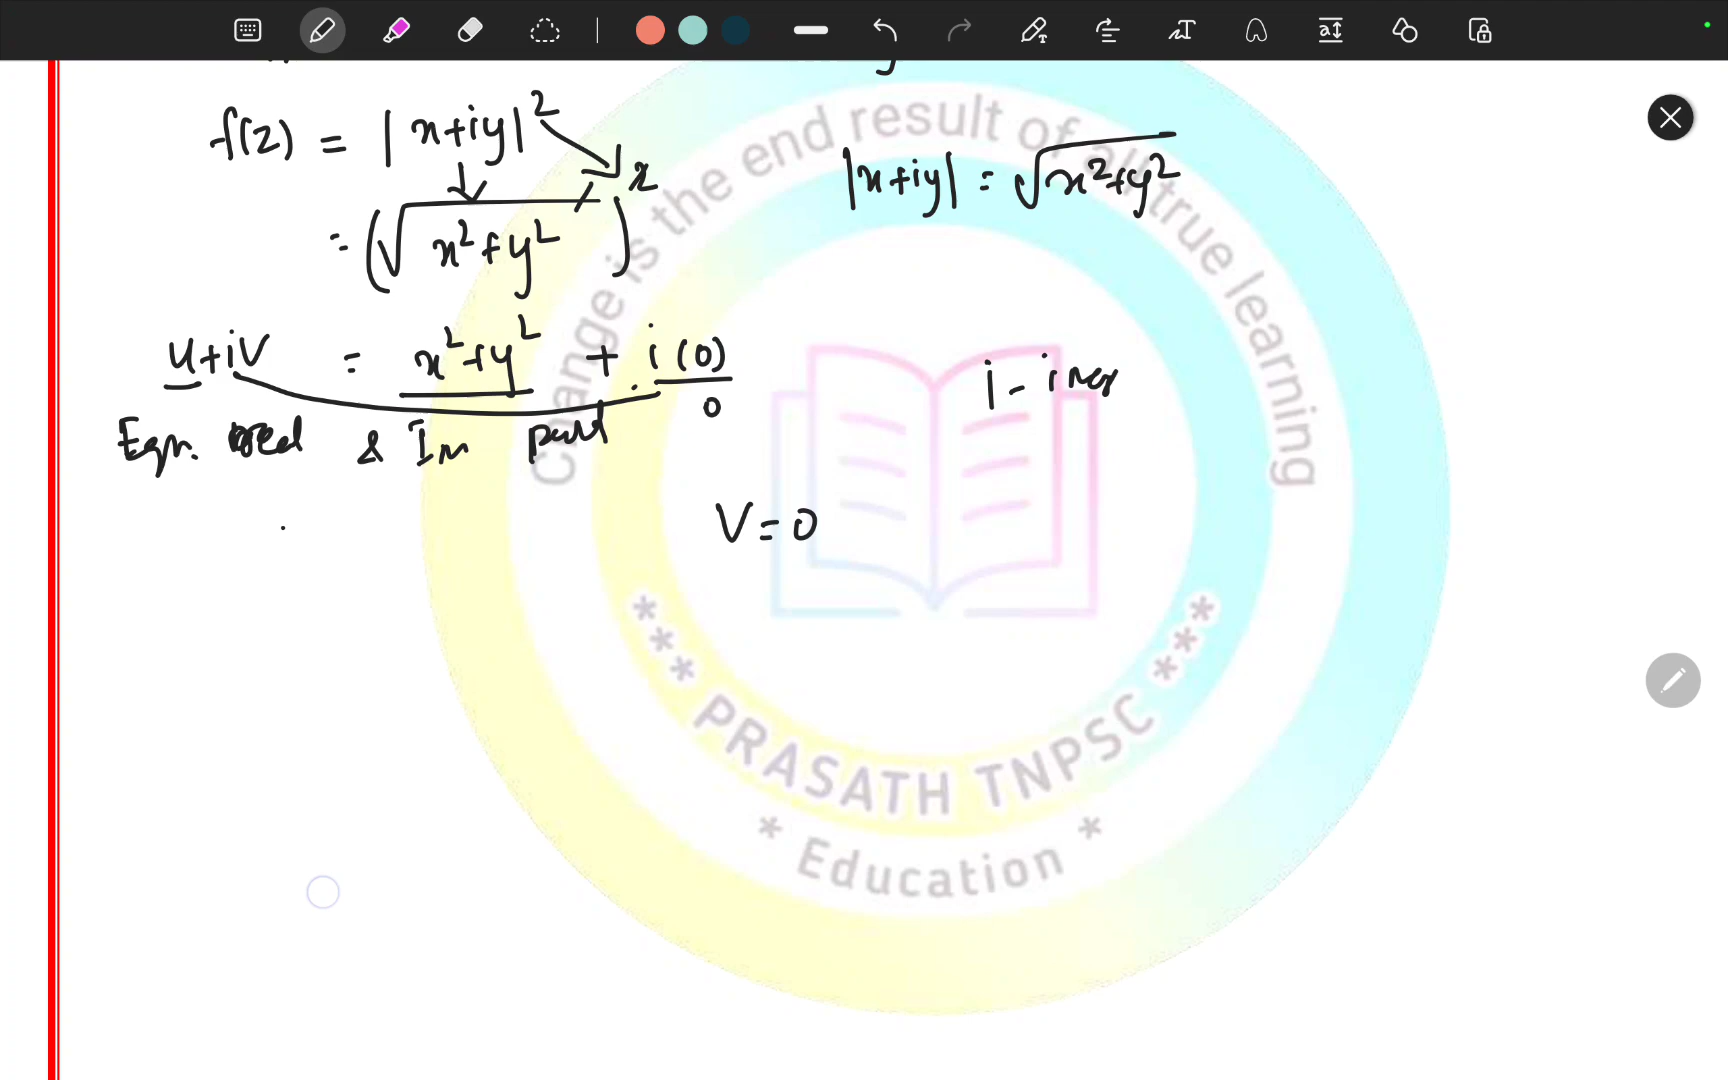 f(z) = |x+iy|²
|x+iy| = √x²+y²
= (√x²+y²)²
u+iv = x²+y² + i(0)
0
i -
Eqn. real & Im part
V=0
Change is the end result of all true learning
*** PRASATH TNPSC ***
* Education *